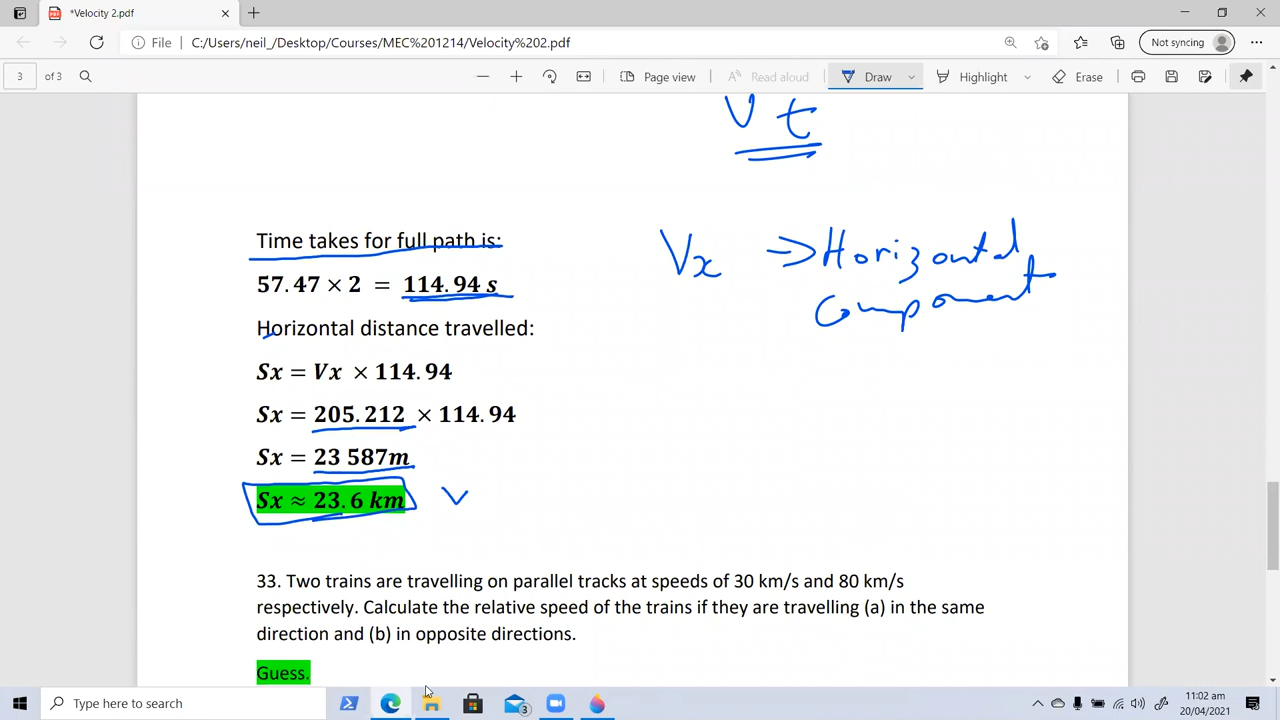 *Velocity 2.pdf
File C:/Users/neil_/Desktop/Courses/MEC%201214/Velocity%202.pdf
Not syncing
3 of 3
Page view
Read aloud
Draw
Highlight
Erase
V t
Time takes for full path is:
57.47 × 2 = 114.94 s
Vx ⇒ Horizontal
component
Horizontal distance travelled:
Sx = Vx × 114.94
Sx = 205.212 × 114.94
Sx = 23 587m
Sx ≈ 23.6 km
V
33. Two trains are travelling on parallel tracks at speeds of 30 km/s and 80 km/s
respectively. Calculate the relative speed of the trains if they are travelling (a) in the same
direction and (b) in opposite directions.
Guess.
Type here to search
3
11:02 am
20/04/2021